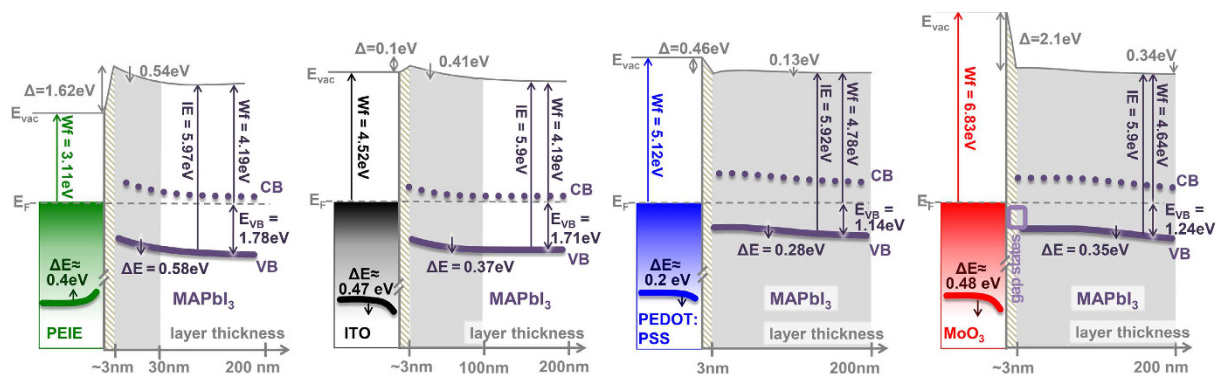 Δ=1.62eV
E_vac
0.54eV
Wf = 3.11eV
IE = 5.97eV
Wf = 4.19eV
CB
E_F
E_VB =
1.78eV
ΔE = 0.58eV
VB
ΔE≈
0.4eV
MAPbI₃
PEIE
layer thickness
~3nm
30nm
200 nm
Δ=0.1eV
E_vac
0.41eV
Wf = 4.52eV
IE = 5.9eV
Wf = 4.19eV
CB
E_F
E_VB =
1.71eV
ΔE = 0.37eV
VB
ΔE≈
0.47 eV
MAPbI₃
ITO
layer thickness
~3nm
100nm
200 nm
Δ=0.46eV
E_vac
0.13eV
Wf = 5.12eV
IE = 5.92eV
Wf = 4.78eV
CB
E_F
E_VB =
1.14eV
ΔE = 0.28eV
VB
ΔE≈
0.2 eV
MAPbI₃
PEDOT:
PSS
layer thickness
3nm
200nm
E_vac
Δ=2.1eV
0.34eV
Wf = 6.83eV
IE = 5.9eV
Wf = 4.64eV
CB
E_F
E_VB =
1.24eV
ΔE = 0.35eV
VB
gap states
ΔE≈
0.48 eV
MAPbI₃
MoO₃
layer thickness
~3nm
200 nm